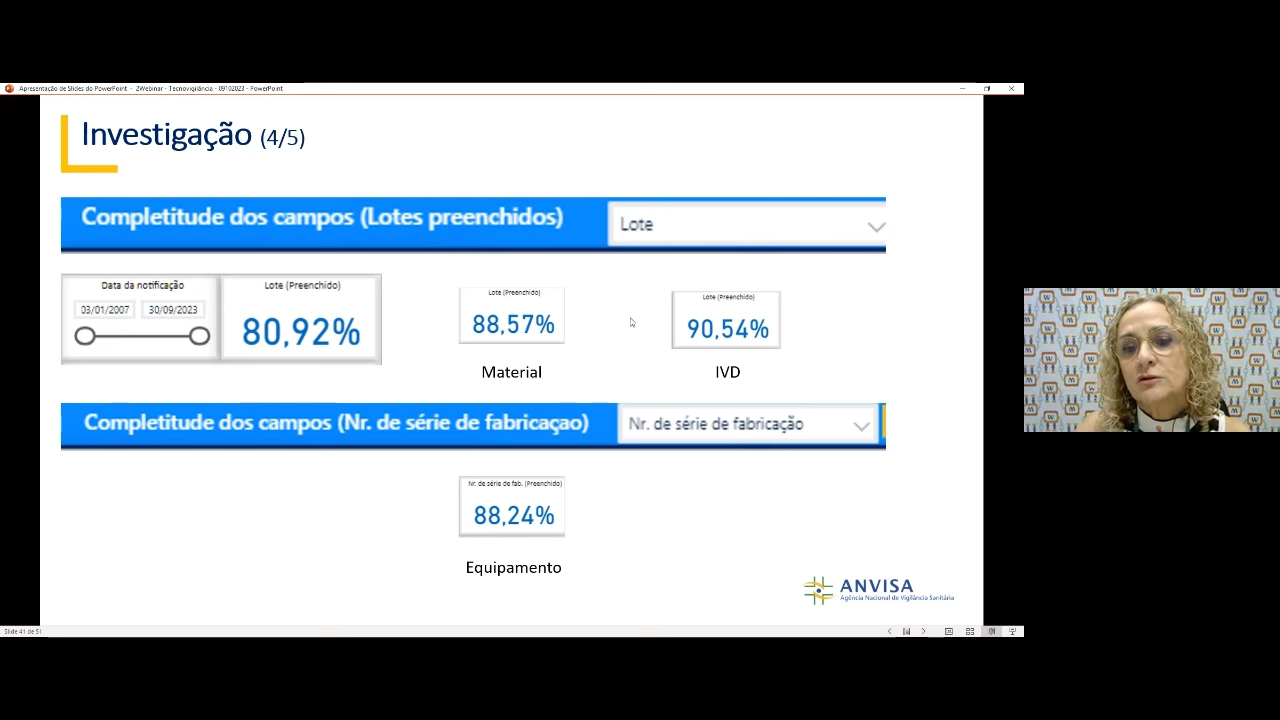 Apresentação de Slides do PowerPoint - 2Webinar - Tecnovigilância - 09102023 - PowerPoint
Investigação (4/5)
Completitude dos campos (Lotes preenchidos)
Lote
Data da notificação
03/01/2007
30/09/2023
Lote (Preenchido)
80,92%
Lote (Preenchido)
88,57%
Material
Lote (Preenchido)
90,54%
IVD
Completitude dos campos (Nr. de série de fabricaçao)
Nr. de série de fabricação
Nr. de série de fab. (Preenchido)
88,24%
Equipamento
ANVISA
Agência Nacional de Vigilância Sanitária
Slide 41 de 51